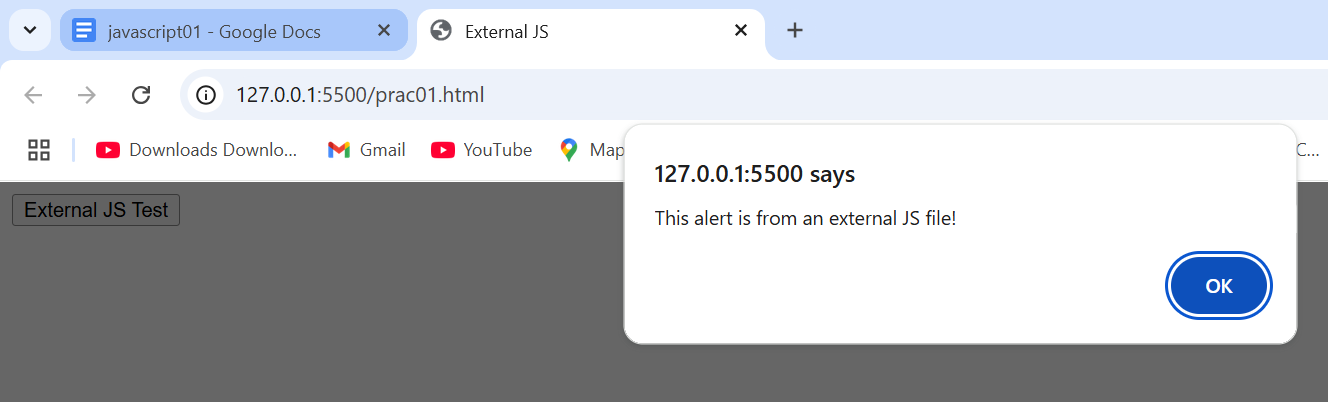 javascript01 - Google Docs
External JS
127.0.0.1:5500/prac01.html
Downloads Downlo...
Gmail
YouTube
Map
C...
127.0.0.1:5500 says
This alert is from an external JS file!
OK
External JS Test